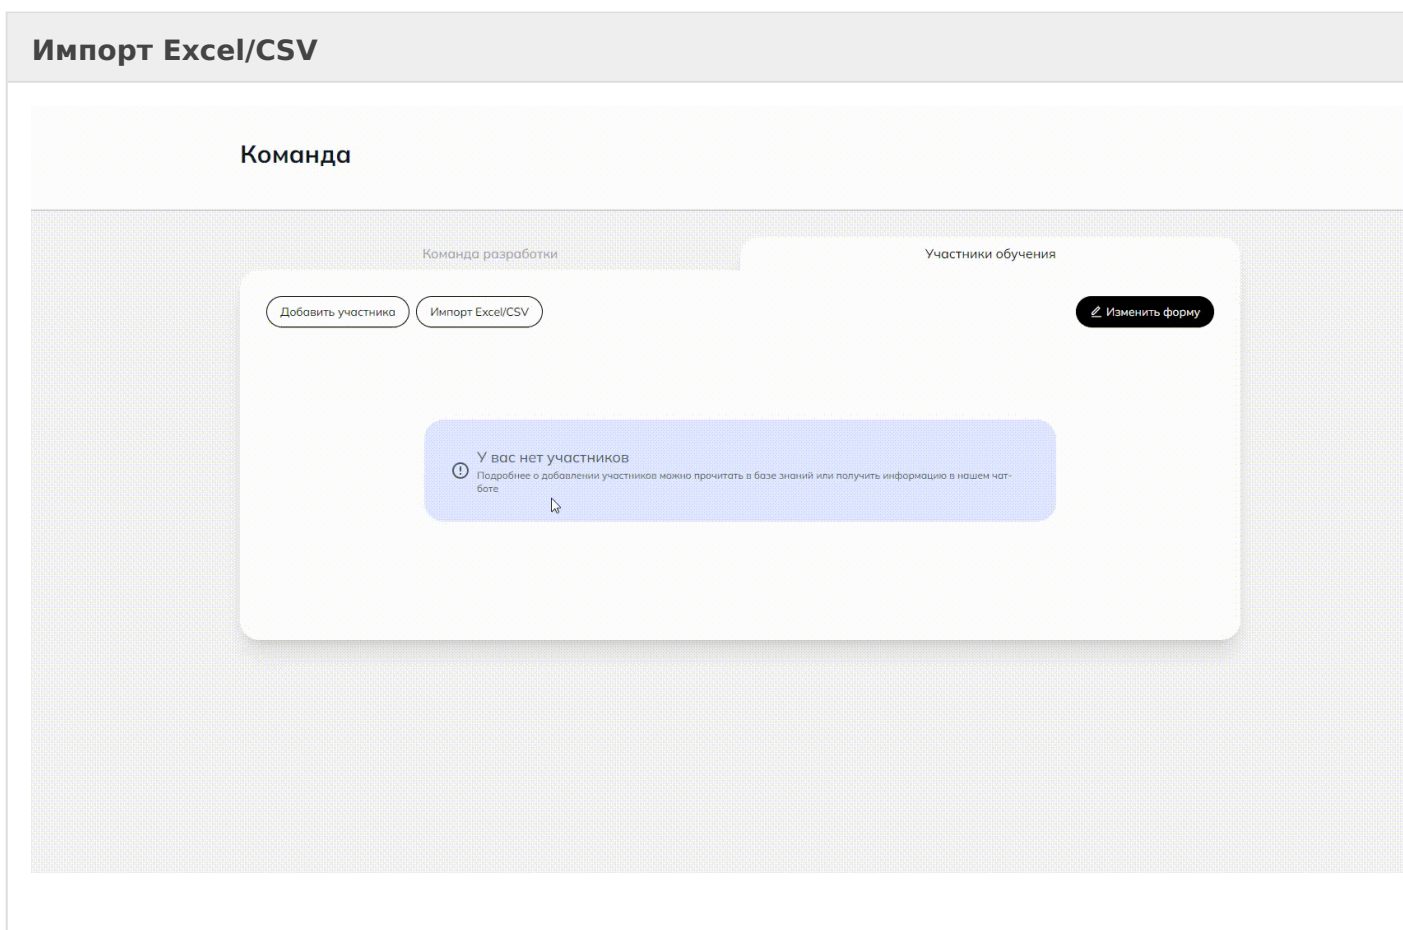 Импорт Excel/CSV
Команда
Команда разработки
Участники обучения
Добавить участника
Импорт Excel/CSV
Изменить форму
У вас нет участников
Подробнее о добавлении участников можно прочитать в базе знаний или получить информацию в нашем чат-
боте